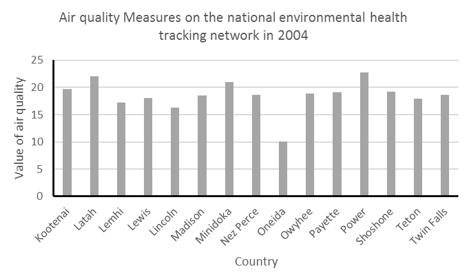 Air quality Measures on the national environmental health
tracking network in 2004
Value of air quality
25
20
15
10
5
0
Kootenai
Latah
Lemhi
Lewis
Lincoln
Madison
Minidoka
Nez Perce
Oneida
Owyhee
Payette
Power
Shoshone
Teton
Twin Falls
Country